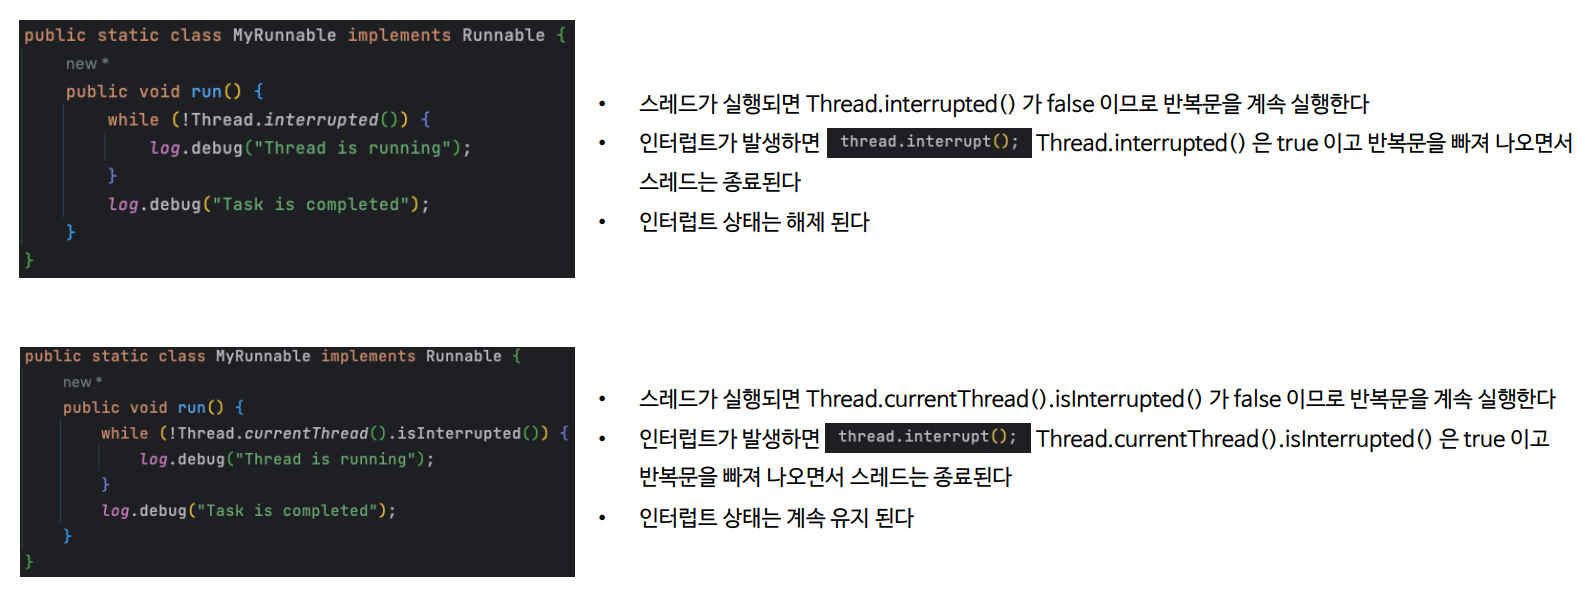 public static class MyRunnable implements Runnable {
new *
public void run() {
while (!Thread.interrupted()) {
log.debug("Thread is running");
}
log.debug("Task is completed");
}
}
• 스레드가 실행되면 Thread.interrupted() 가 false 이므로 반복문을 계속 실행한다
• 인터럽트가 발생하면 thread.interrupt(); Thread.interrupted() 은 true 이고 반복문을 빠져 나오면서
스레드는 종료된다
• 인터럽트 상태는 해제 된다
public static class MyRunnable implements Runnable {
new *
public void run() {
while (!Thread.currentThread().isInterrupted()) {
log.debug("Thread is running");
}
log.debug("Task is completed");
}
}
• 스레드가 실행되면 Thread.currentThread().isInterrupted() 가 false 이므로 반복문을 계속 실행한다
• 인터럽트가 발생하면 thread.interrupt(); Thread.currentThread().isInterrupted() 은 true 이고
반복문을 빠져 나오면서 스레드는 종료된다
• 인터럽트 상태는 계속 유지 된다